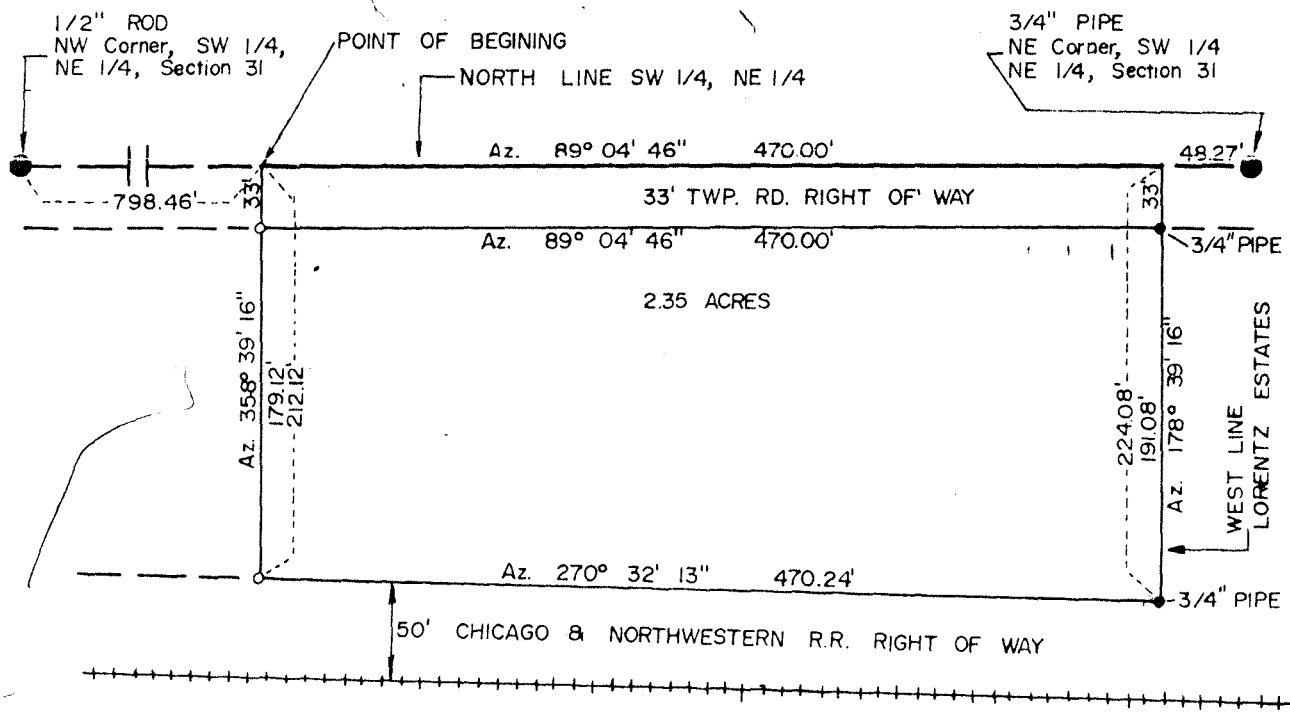 1/2" ROD
NW Corner, SW 1/4,
NE 1/4, Section 31
POINT OF BEGINING
NORTH LINE SW 1/4, NE 1/4
3/4" PIPE
NE Corner, SW 1/4
NE 1/4, Section 31
Az. 89° 04' 46" 470.00'
48.27'
798.46'
33'
33' TWP. RD. RIGHT OF WAY
33'
Az. 89° 04' 46" 470.00'
3/4" PIPE
2.35 ACRES
Az. 358° 39' 16"
179.12'
212.12'
224.08'
191.08'
Az. 178° 39' 16"
WEST LINE
LORENTZ ESTATES
Az. 270° 32' 13" 470.24'
3/4" PIPE
50' CHICAGO & NORTHWESTERN R.R. RIGHT OF WAY